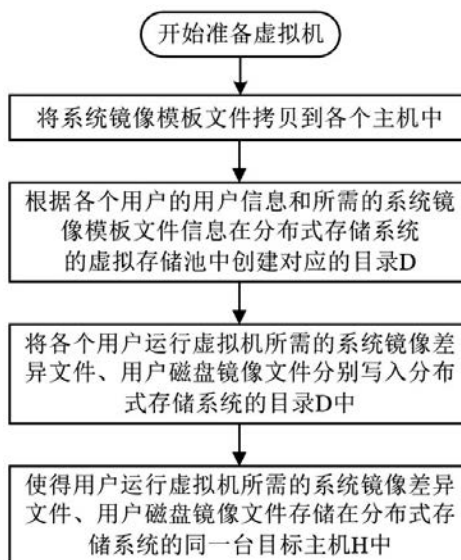 开始准备虚拟机
将系统镜像模板文件拷贝到各个主机中
根据各个用户的用户信息和所需的系统镜
像模板文件信息在分布式存储系统
的虚拟存储池中创建对应的目录D
将各个用户运行虚拟机所需的系统镜像差
异文件、用户磁盘镜像文件分别写入分布
式存储系统的目录D中
使得用户运行虚拟机所需的系统镜像差异
文件、用户磁盘镜像文件存储在分布式存
储系统的同一台目标主机H中